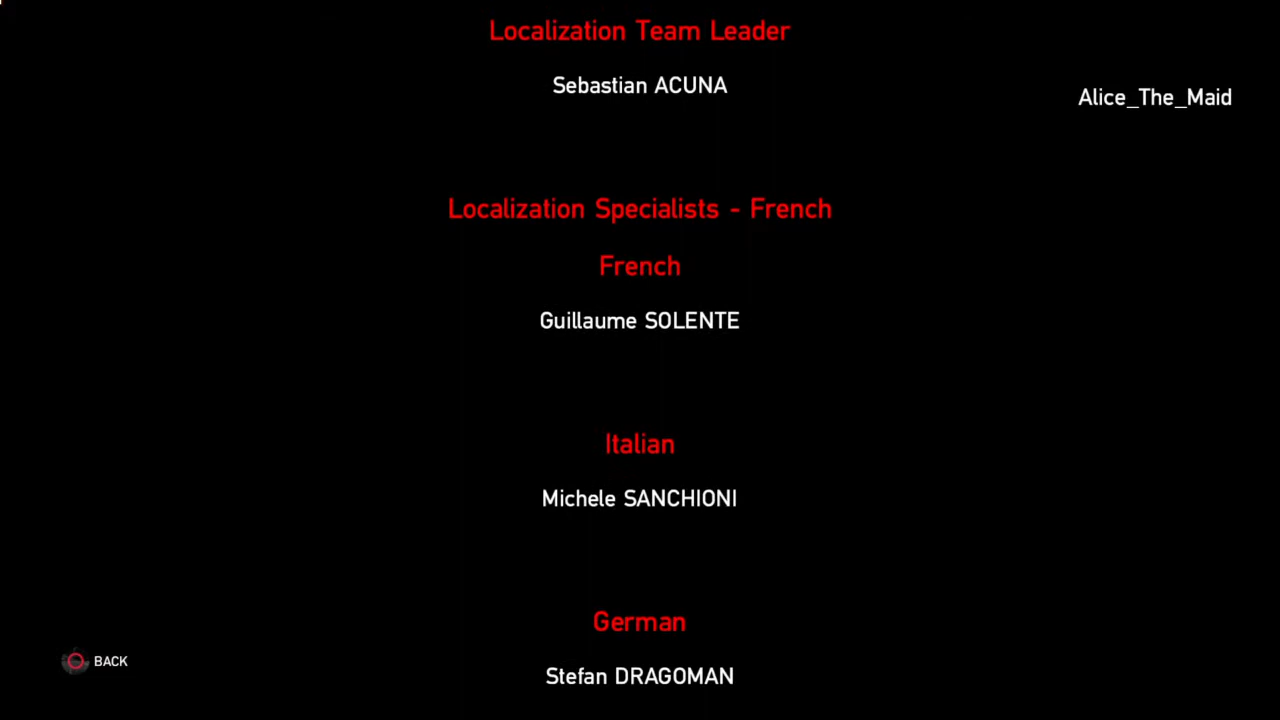 Localization Team Leader
Sebastian ACUNA
Alice_The_Maid
Localization Specialists - French
French
Guillaume SOLENTE
Italian
Michele SANCHIONI
German
Stefan DRAGOMAN
BACK